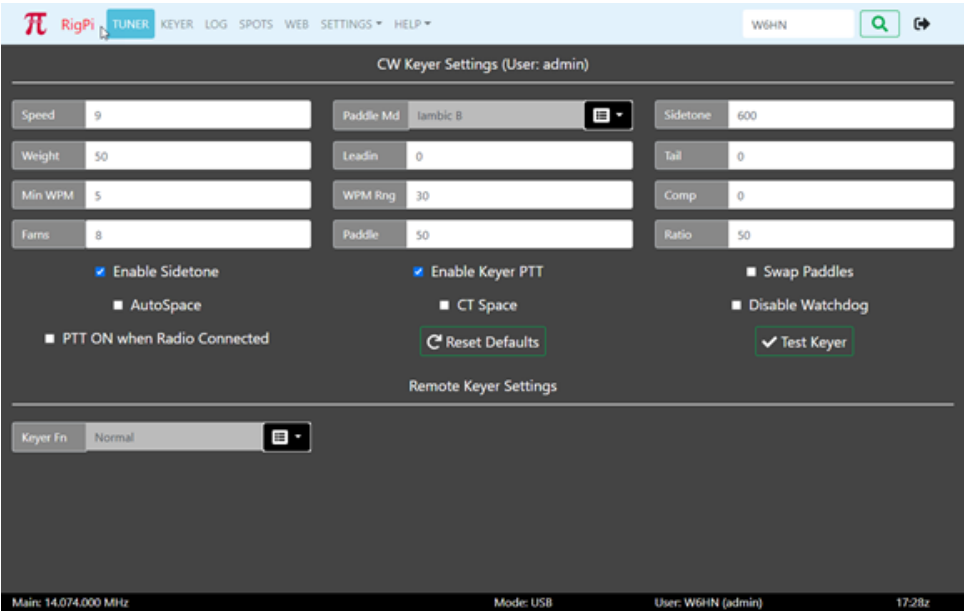 π RigPi TUNER KEYER LOG SPOTS WEB SETTINGS HELP W6HN
CW Keyer Settings (User: admin)
Speed 9 Paddle Md Iambic B Sidetone 600
Weight 50 Leadin 0 Tail 0
Min WPM 5 WPM Rng 30 Comp 0
Farns 8 Paddle 50 Ratio 50
Enable Sidetone Enable Keyer PTT Swap Paddles
AutoSpace CT Space Disable Watchdog
PTT ON when Radio Connected Reset Defaults Test Keyer
Remote Keyer Settings
Keyer Fn Normal
Main: 14.074.000 MHz Mode: USB User: W6HN (admin) 17:28z